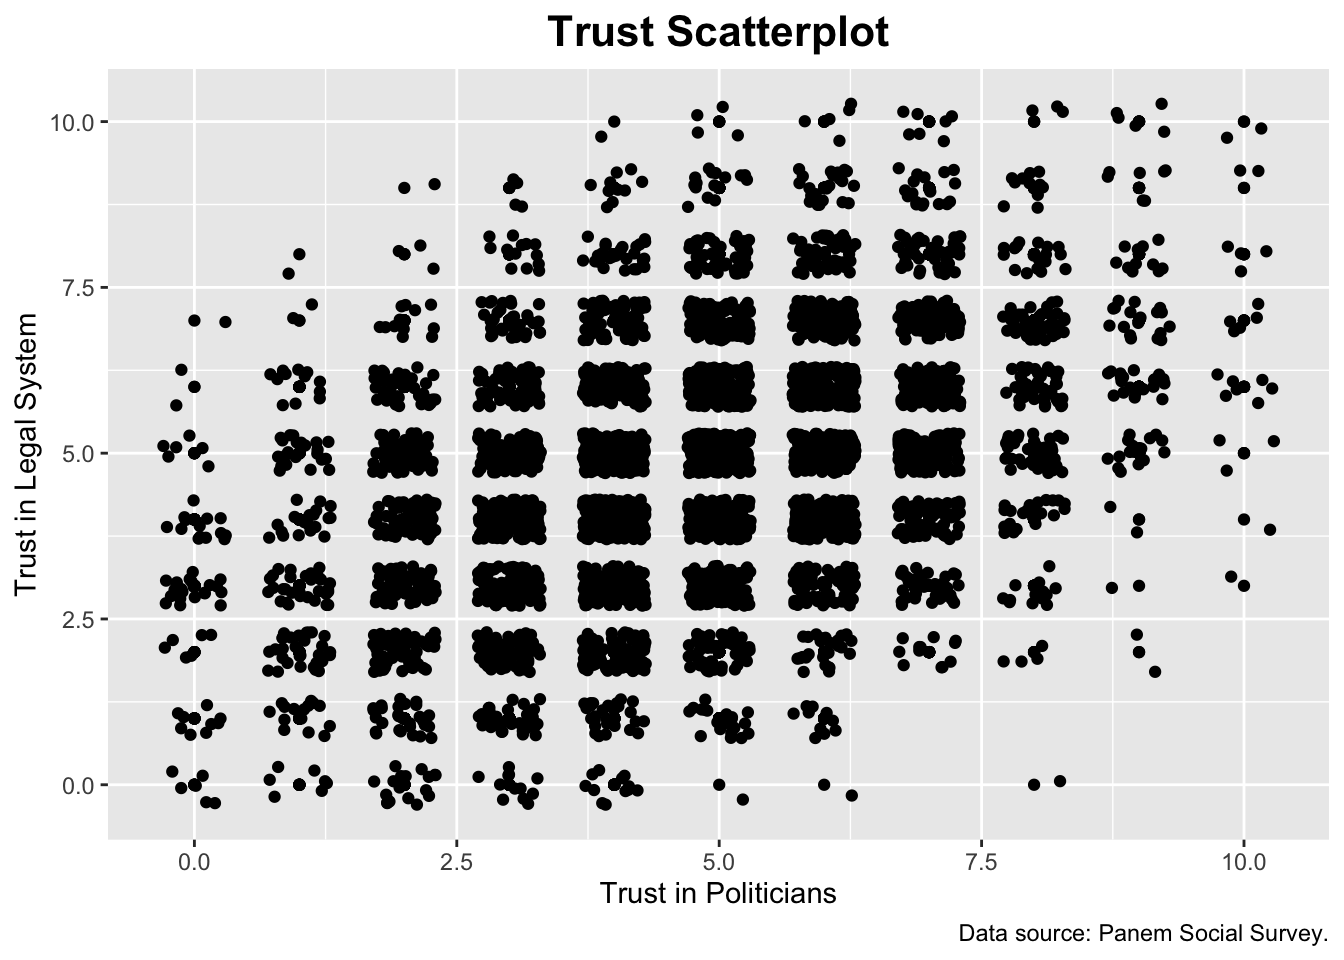 Trust Scatterplot
Trust in Legal System
10.0
7.5
5.0
2.5
0.0
0.0 2.5 5.0 7.5 10.0
Trust in Politicians
Data source: Panem Social Survey.